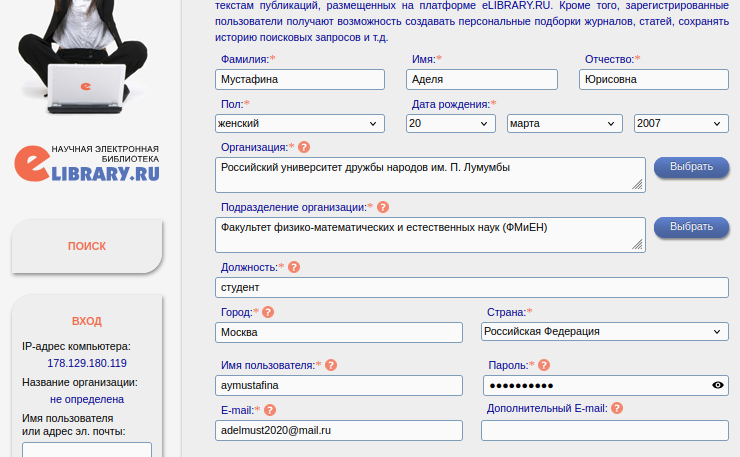 текстам публикаций, размещенных на платформе eLIBRARY.RU. Кроме того, зарегистрированные
пользователи получают возможность создавать персональные подборки журналов, статей, сохранять
историю поисковых запросов и т.д.
Фамилия:* Имя:* Отчество:*
Мустафина Аделя Юрисовна
Пол:* Дата рождения:*
женский 20 марта 2007
Организация:* ?
Российский университет дружбы народов им. П. Лумумбы Выбрать
Подразделение организации:* ?
Факультет физико-математических и естественных наук (ФМиЕН) Выбрать
Должность:* ?
студент
Город:* ? Страна:*
Москва Российская Федерация
Имя пользователя:* ? Пароль:* ?
aymustafina ●●●●●●●●●●
E-mail:* ? Дополнительный E-mail: ?
adelmust2020@mail.ru
НАУЧНАЯ ЭЛЕКТРОННАЯ
БИБЛИОТЕКА
eLIBRARY.RU
ПОИСК
ВХОД
IP-адрес компьютера:
178.129.180.119
Название организации:
не определена
Имя пользователя
или адрес эл. почты: